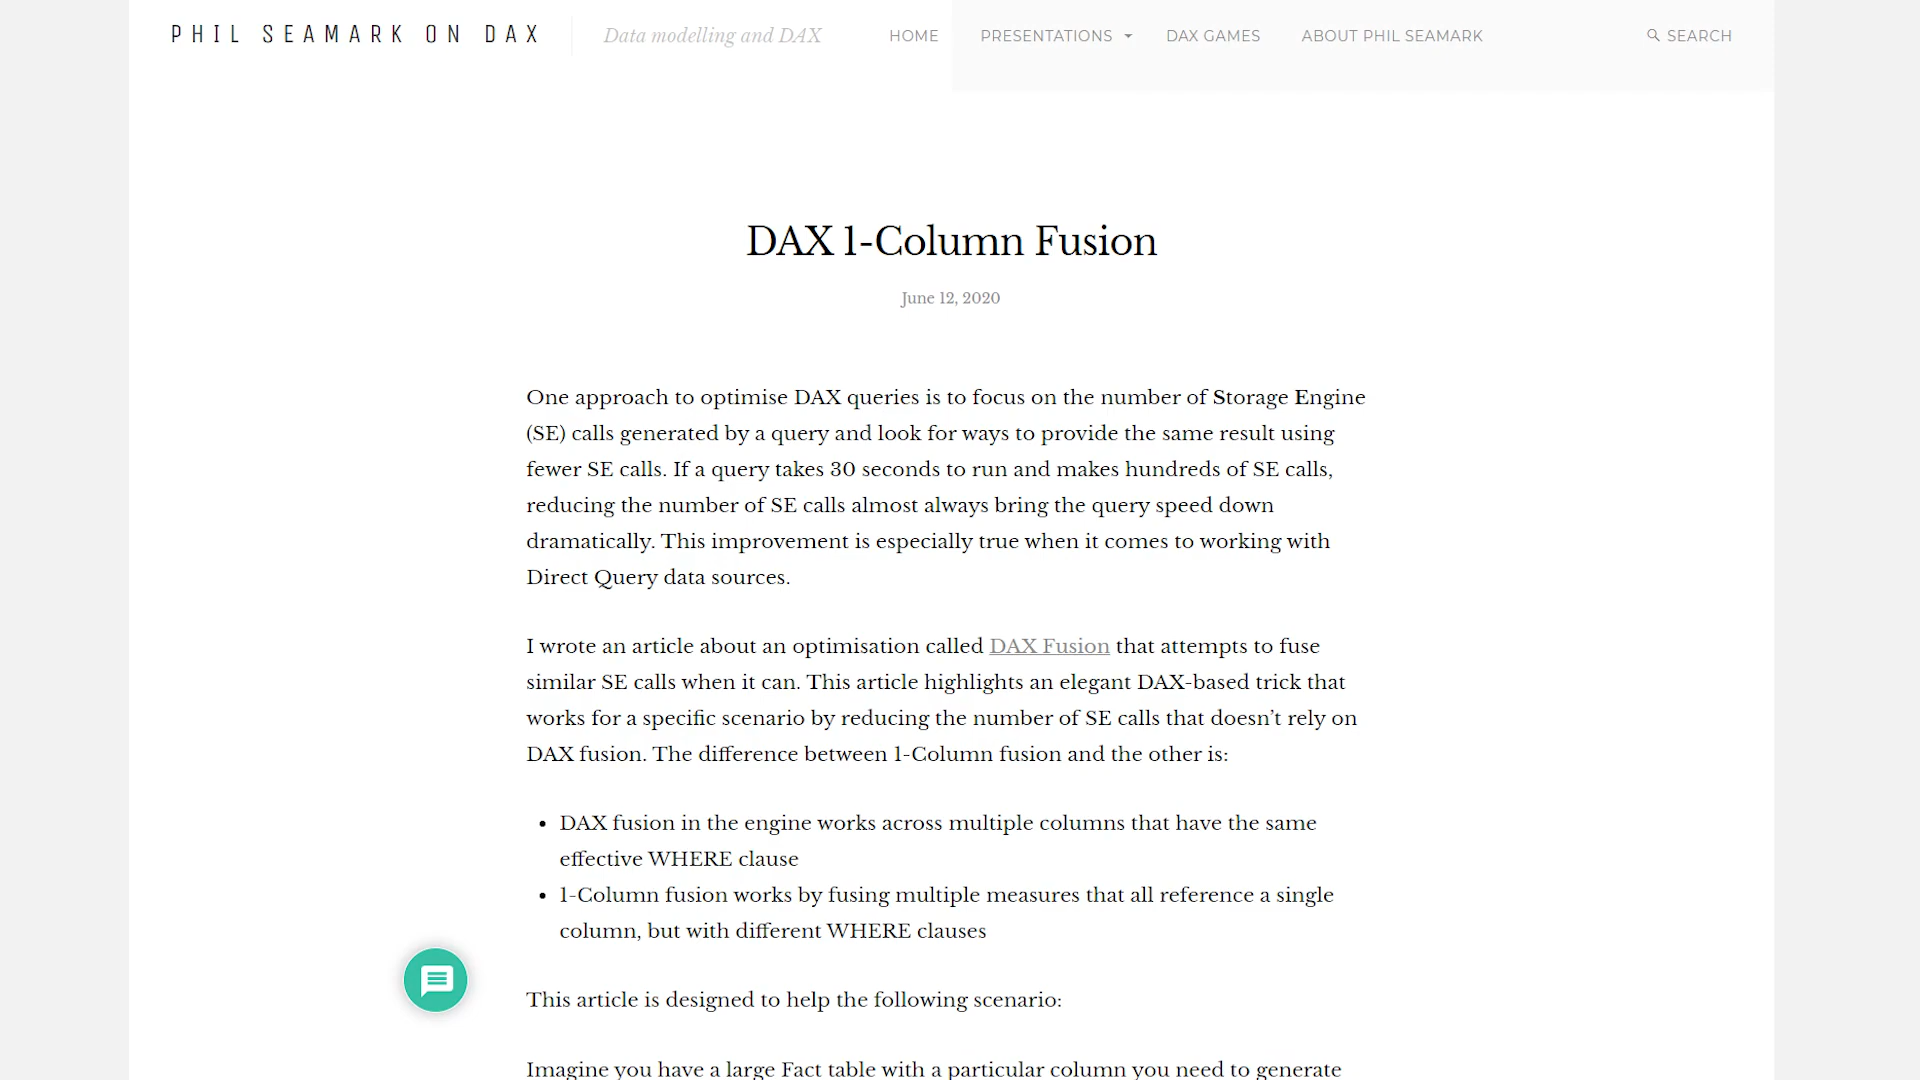 PHIL SEAMARK ON DAX
Data modelling and DAX
HOME
PRESENTATIONS
DAX GAMES
ABOUT PHIL SEAMARK
SEARCH
DAX 1-Column Fusion
June 12, 2020
One approach to optimise DAX queries is to focus on the number of Storage Engine
(SE) calls generated by a query and look for ways to provide the same result using
fewer SE calls. If a query takes 30 seconds to run and makes hundreds of SE calls,
reducing the number of SE calls almost always bring the query speed down
dramatically. This improvement is especially true when it comes to working with
Direct Query data sources.
I wrote an article about an optimisation called DAX Fusion that attempts to fuse
similar SE calls when it can. This article highlights an elegant DAX-based trick that
works for a specific scenario by reducing the number of SE calls that doesn’t rely on
DAX fusion. The difference between 1-Column fusion and the other is:
• DAX fusion in the engine works across multiple columns that have the same
effective WHERE clause
• 1-Column fusion works by fusing multiple measures that all reference a single
column, but with different WHERE clauses
This article is designed to help the following scenario:
Imagine you have a large Fact table with a particular column you need to generate